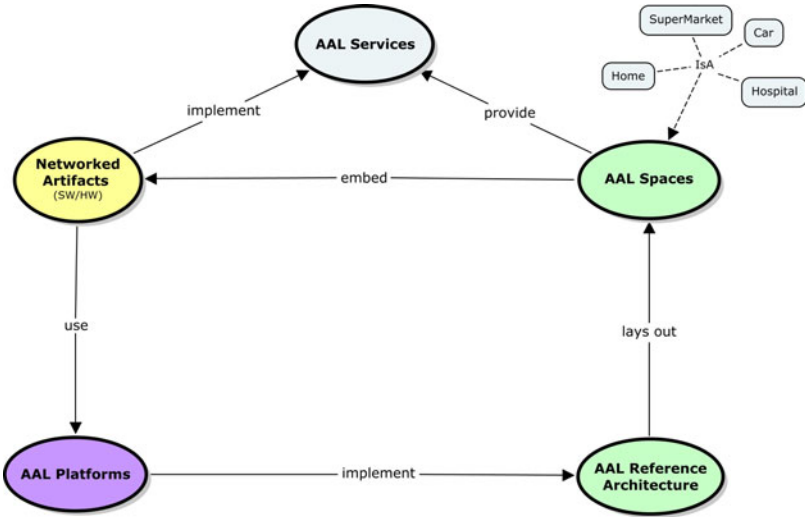 SuperMarket
Car
AAL Services
IsA
Home
Hospital
implement
provide
Networked
Artifacts
(SW/HW)
embed
AAL Spaces
use
lays out
AAL Platforms
implement
AAL Reference
Architecture